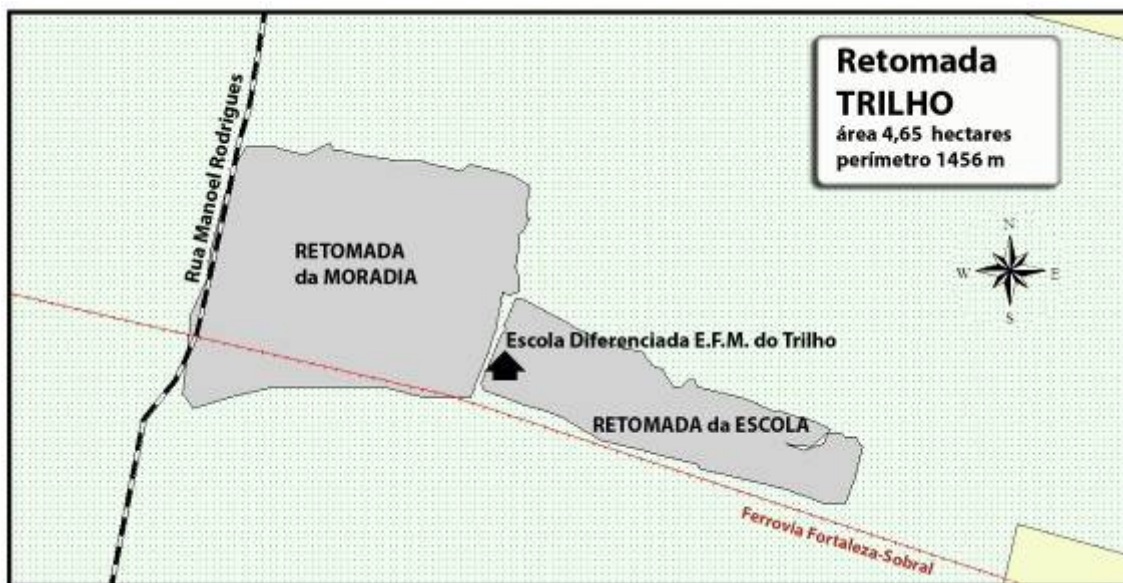 Retomada
TRILHO
área 4,65 hectares
perímetro 1456 m
Rua Manoel Rodrigues
RETOMADA
da MORADIA
N
W
E
S
Escola Diferenciada E.F.M. do Trilho
RETOMADA da ESCOLA
Ferrovia Fortaleza-Sobral